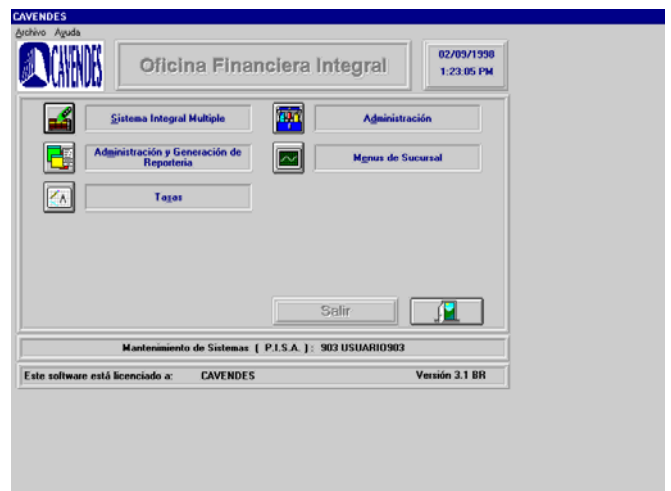 CAVENDES
Archivo Ayuda
CAVENDES
Oficina Financiera Integral
02/09/1998
1:23:05 PM
Sistema Integral Multiple
Administración
Administración y Generación de
Reporteria
Menus de Sucursal
Tasas
Salir
Mantenimiento de Sistemas [ P.I.S.A. ] : 903 USUARIO903
Este software está licenciado a: CAVENDES Versión 3.1 BR